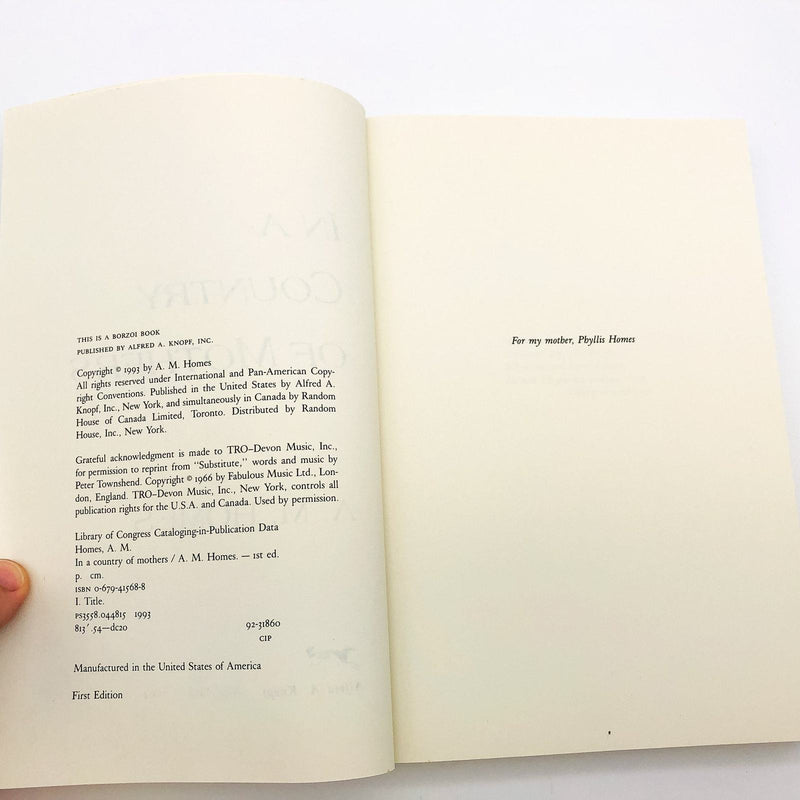 THIS IS A BORZOI BOOK
PUBLISHED BY ALFRED A. KNOPF, INC.
Copyright © 1993 by A. M. Homes
All rights reserved under International and Pan-American Copy-
right Conventions. Published in the United States by Alfred A.
Knopf, Inc., New York, and simultaneously in Canada by Random
House of Canada Limited, Toronto. Distributed by Random
House, Inc., New York.
Grateful acknowledgment is made to TRO–Devon Music, Inc.,
for permission to reprint from "Substitute," words and music by
Peter Townshend. Copyright © 1966 by Fabulous Music Ltd., Lon-
don, England. TRO–Devon Music, Inc., New York, controls all
publication rights for the U.S.A. and Canada. Used by permission.
Library of Congress Cataloging-in-Publication Data
Homes, A. M.
In a country of mothers / A. M. Homes. — 1st ed.
p. cm.
ISBN 0-679-41568-8
I. Title.
PS3558.O44815 1993
813'.54—dc20 92-31860
CIP
Manufactured in the United States of America
First Edition
For my mother, Phyllis Homes
IN A
COUNTRY
OF MOTHERS